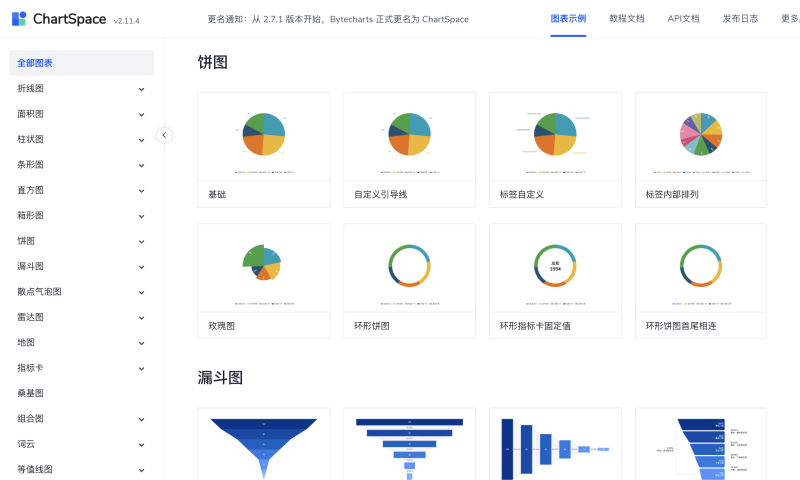 ChartSpace v2.11.4
更名通知: 从 2.7.1 版本开始，Bytecharts 正式更名为 ChartSpace
图表示例
教程文档
API文档
发布日志
更多
全部图表
折线图
面积图
柱状图
条形图
直方图
箱形图
饼图
漏斗图
散点气泡图
雷达图
地图
指标卡
桑基图
组合图
词云
等值线图
饼图
基础
自定义引导线
标签自定义
标签内部排列
玫瑰图
环形饼图
总和
1554
环形指标卡固定值
环形饼图首尾相连
漏斗图